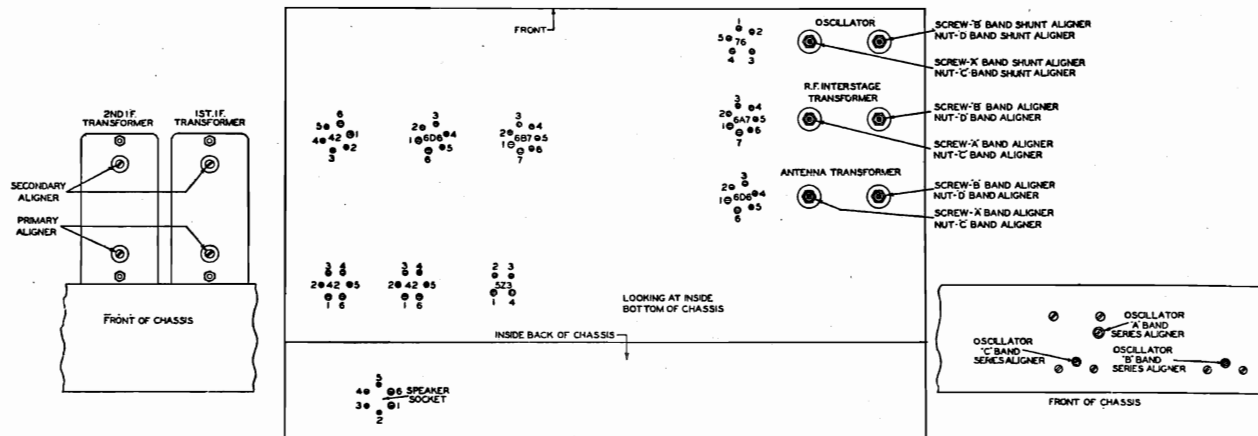 2ND I.F.
TRANSFORMER
1ST. I.F.
TRANSFORMER
SECONDARY
ALIGNER
PRIMARY
ALIGNER
FRONT OF CHASSIS
FRONT
6
5
42
1
4
2
3
3
2
4
1
6D6
5
6
3
4
2
6B7
5
1
6
7
1
2
5
76
4
3
OSCILLATOR
SCREW-'B' BAND SHUNT ALIGNER
NUT-'D' BAND SHUNT ALIGNER
SCREW-'A' BAND SHUNT ALIGNER
NUT-'C'-BAND SHUNT ALIGNER
R.F. INTERSTAGE
TRANSFORMER
3
4
2
6A7
5
1
6
7
SCREW-'B' BAND ALIGNER
NUT-'D' BAND ALIGNER
SCREW-'A' BAND ALIGNER
NUT-'C' BAND ALIGNER
ANTENNA TRANSFORMER
3
2
4
1
6D6
5
6
SCREW-'B' BAND ALIGNER
NUT-'D' BAND ALIGNER
SCREW-'A' BAND ALIGNER
NUT-'C' BAND ALIGNER
3 4
2 42 5
1 6
3 4
2 42 5
1 6
2 3
5Z3
1 4
LOOKING AT INSIDE
BOTTOM OF CHASSIS
INSIDE BACK OF CHASSIS
5
4
6
SPEAKER
SOCKET
3
1
2
OSCILLATOR
'A' BAND
SERIES ALIGNER
OSCILLATOR
"C" BAND
SERIES ALIGNER
OSCILLATOR
'B' BAND
SERIES ALIGNER
FRONT OF CHASSIS